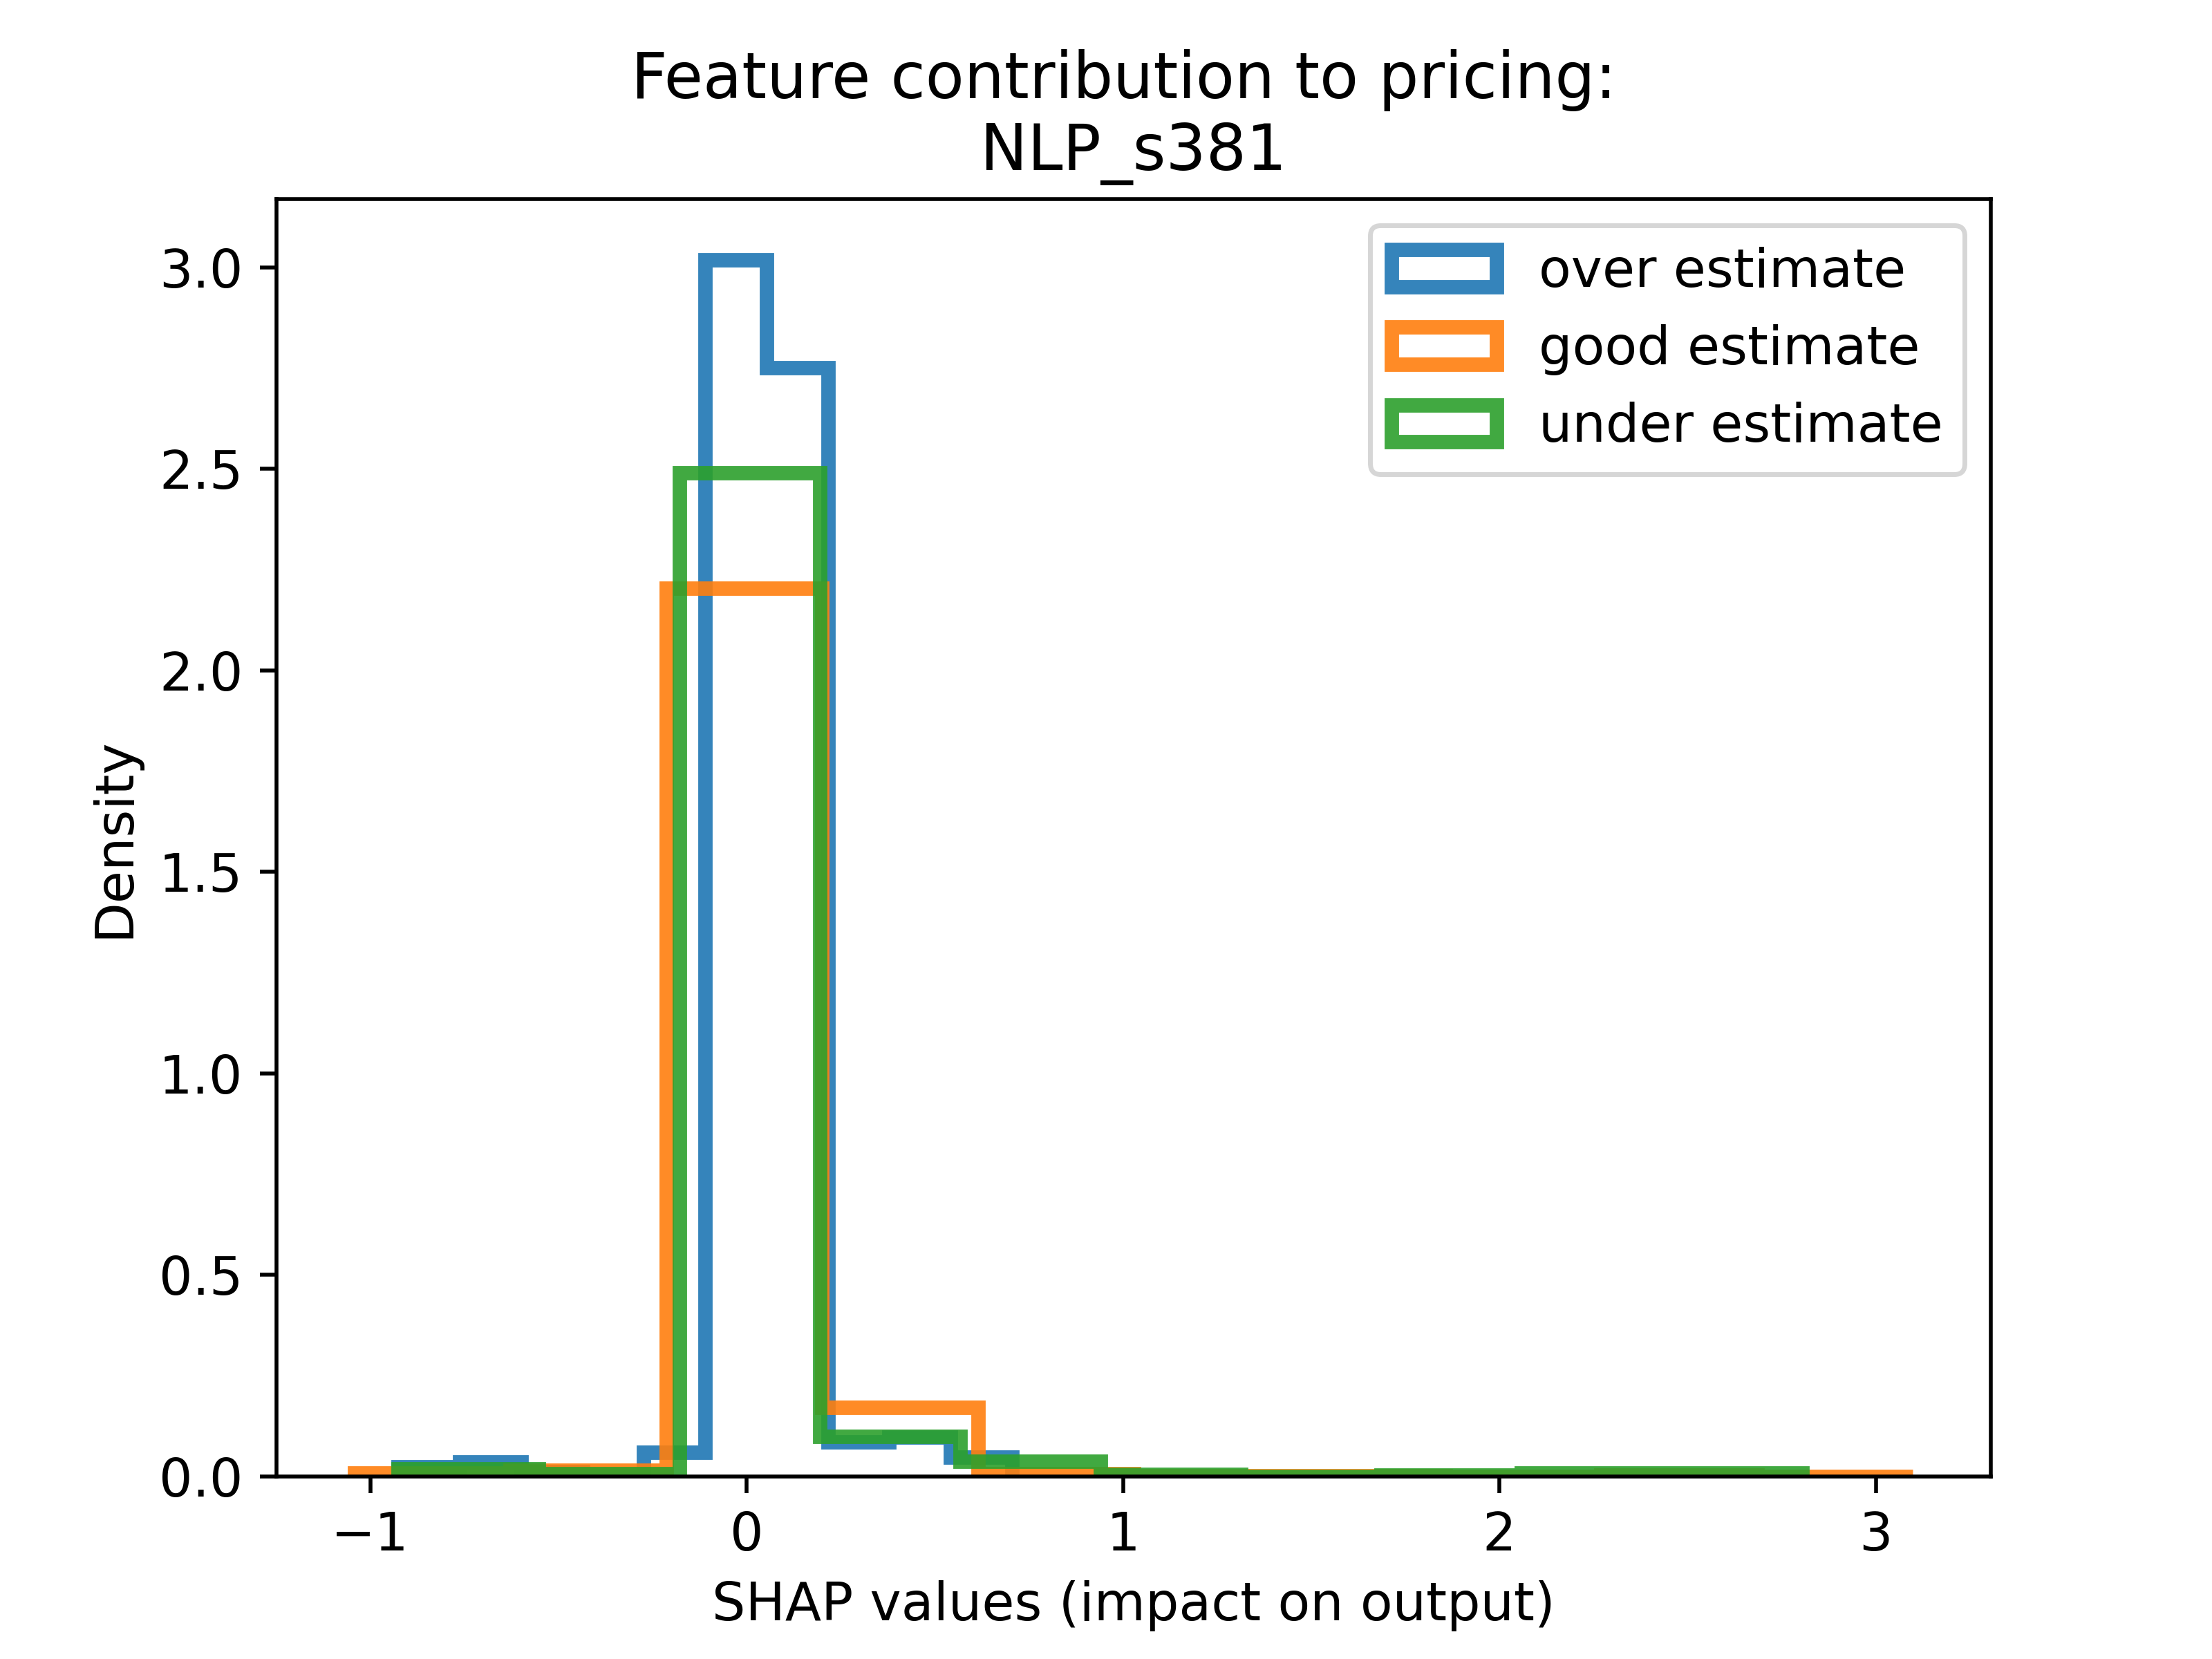 Feature contribution to pricing:
NLP_s381
over estimate
good estimate
under estimate
3.0
2.5
2.0
1.5
1.0
0.5
0.0
Density
−1 0 1 2 3
SHAP values (impact on output)